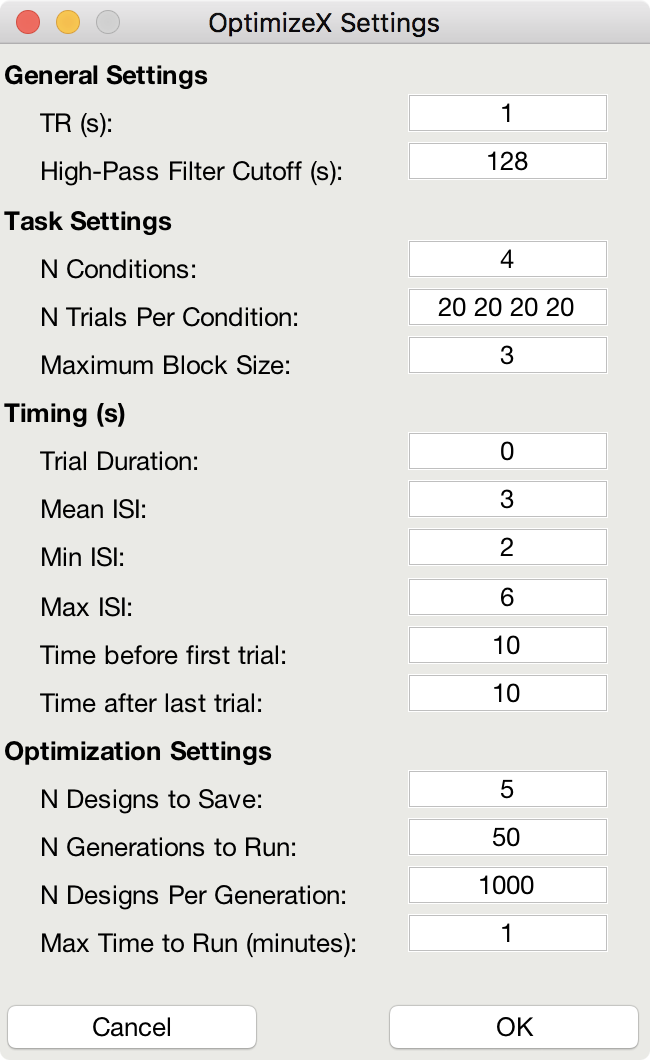 OptimizeX Settings
General Settings
TR (s): 1
High-Pass Filter Cutoff (s): 128
Task Settings
N Conditions: 4
N Trials Per Condition: 20 20 20 20
Maximum Block Size: 3
Timing (s)
Trial Duration: 0
Mean ISI: 3
Min ISI: 2
Max ISI: 6
Time before first trial: 10
Time after last trial: 10
Optimization Settings
N Designs to Save: 5
N Generations to Run: 50
N Designs Per Generation: 1000
Max Time to Run (minutes): 1
Cancel OK